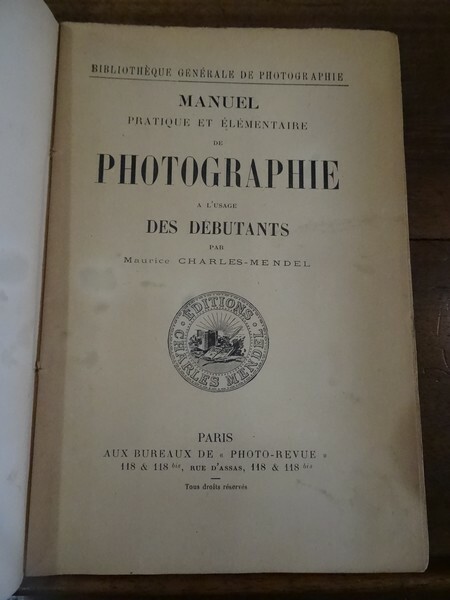 BIBLIOTHÈQUE GÉNÉRALE DE PHOTOGRAPHIE
MANUEL
PRATIQUE ET ÉLÉMENTAIRE
DE
PHOTOGRAPHIE
A L'USAGE
DES DÉBUTANTS
PAR
Maurice CHARLES-MENDEL
ÉDITIONS
CHARLES MENDEL
PARIS
AUX BUREAUX DE « PHOTO-REVUE »
118 & 118 bis, RUE D'ASSAS, 118 & 118 bis
Tous droits réservés